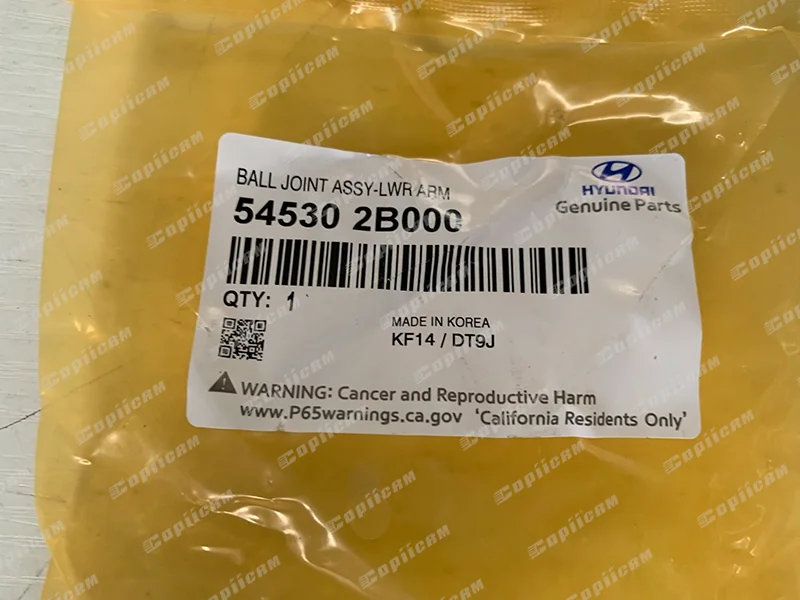 BALL JOINT ASSY-LWR ARM
54530 2B000
HYUNDAI
Genuine Parts
QTY: 1
MADE IN KOREA
KF14 / DT9J
WARNING: Cancer and Reproductive Harm
www.P65warnings.ca.gov 'California Residents Only'
Copiicam